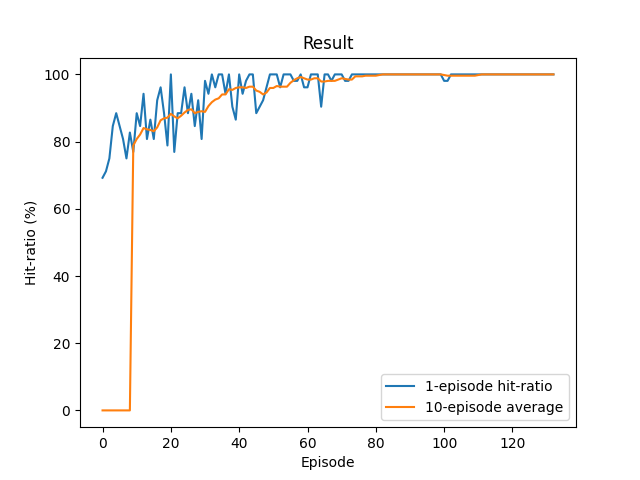 Result
Hit-ratio (%)
100
80
60
40
20
0
0 20 40 60 80 100 120
Episode
1-episode hit-ratio
10-episode average